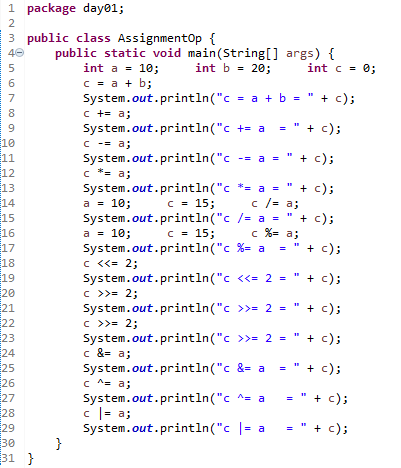 1 package day01;
2
3 public class AssignmentOp {
4     public static void main(String[] args) {
5         int a = 10;     int b = 20;     int c = 0;
6         c = a + b;
7         System.out.println("c = a + b = " + c);
8         c += a;
9         System.out.println("c += a  = " + c);
10         c -= a;
11         System.out.println("c -= a = " + c);
12         c *= a;
13         System.out.println("c *= a = " + c);
14         a = 10;     c = 15;     c /= a;
15         System.out.println("c /= a = " + c);
16         a = 10;     c = 15;     c %= a;
17         System.out.println("c %= a  = " + c);
18         c <<= 2;
19         System.out.println("c <<= 2 = " + c);
20         c >>= 2;
21         System.out.println("c >>= 2 = " + c);
22         c >>= 2;
23         System.out.println("c >>= 2 = " + c);
24         c &= a;
25         System.out.println("c &= a  = " + c);
26         c ^= a;
27         System.out.println("c ^= a   = " + c);
28         c |= a;
29         System.out.println("c |= a   = " + c);
30     }
31 }